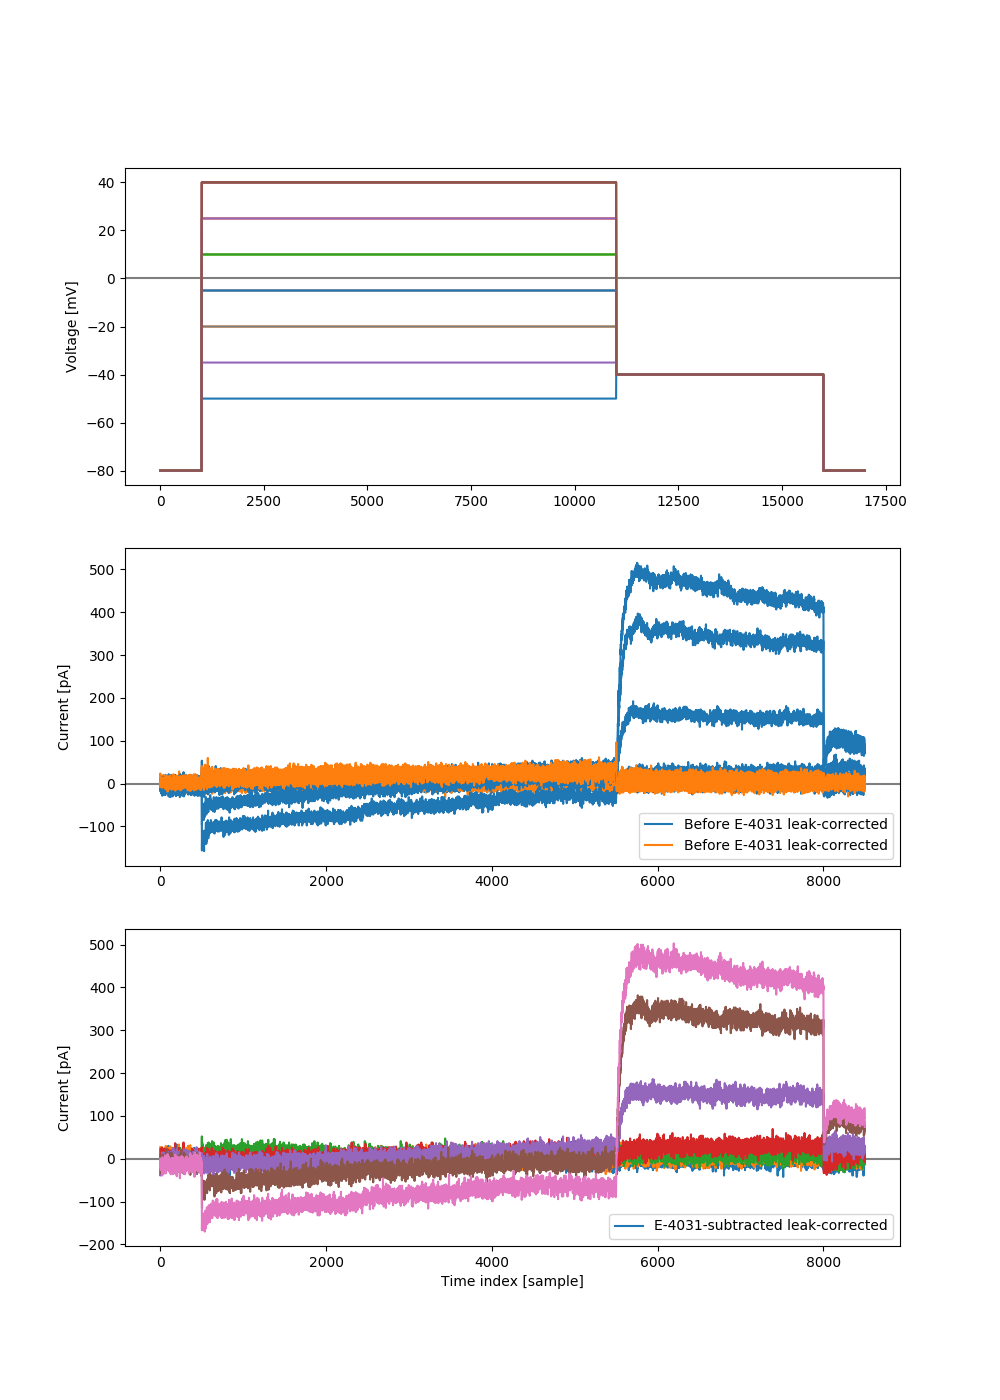 40
20
0
−20
−40
−60
−80
Voltage [mV]
0 2500 5000 7500 10000 12500 15000 17500
500
400
300
200
100
0
−100
Current [pA]
Before E-4031 leak-corrected
Before E-4031 leak-corrected
0 2000 4000 6000 8000
500
400
300
200
100
0
−100
−200
Current [pA]
E-4031-subtracted leak-corrected
0 2000 4000 6000 8000
Time index [sample]